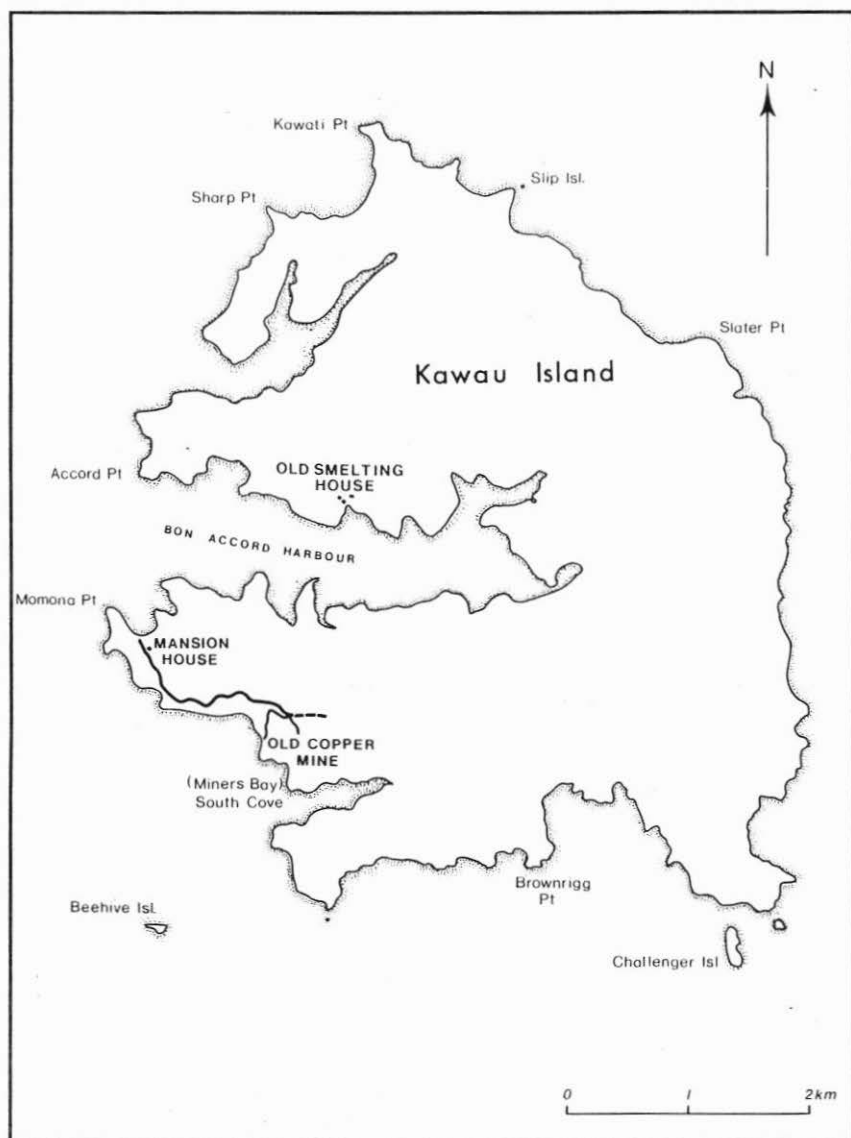 N
Kawati Pt
Slip Isl.
Sharp Pt
Slater Pt
Kawau Island
Accord Pt
OLD SMELTING
HOUSE
BON ACCORD HARBOUR
Momona Pt
MANSION
HOUSE
OLD COPPER
MINE
(Miners Bay)
South Cove
Brownrigg
Pt
Beehive Isl.
Challenger Isl
0 1 2km